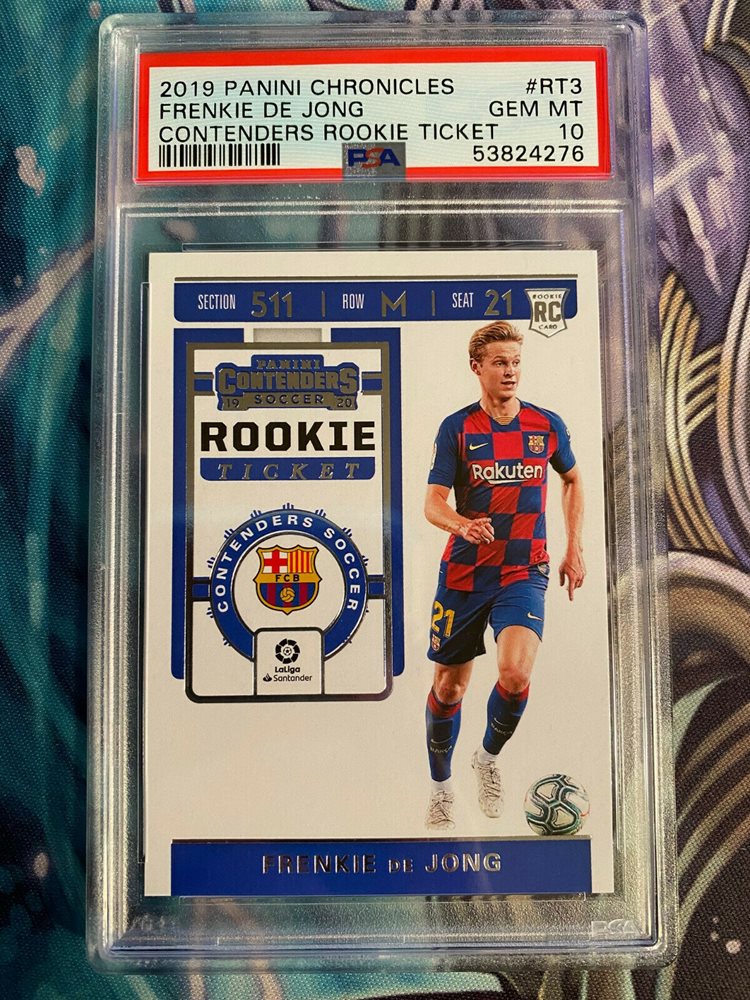 2019 PANINI CHRONICLES #RT3
FRENKIE DE JONG GEM MT
CONTENDERS ROOKIE TICKET 10
PSA 53824276
SECTION 511 | ROW M | SEAT 21
ROOKIE
RC
CARD
PANINI
CONTENDERS
19 SOCCER 20
ROOKIE
TICKET
CONTENDERS SOCCER
FCB
LaLiga
Santander
Rakuten
21
BARÇA
FRENKIE DE JONG
PSA